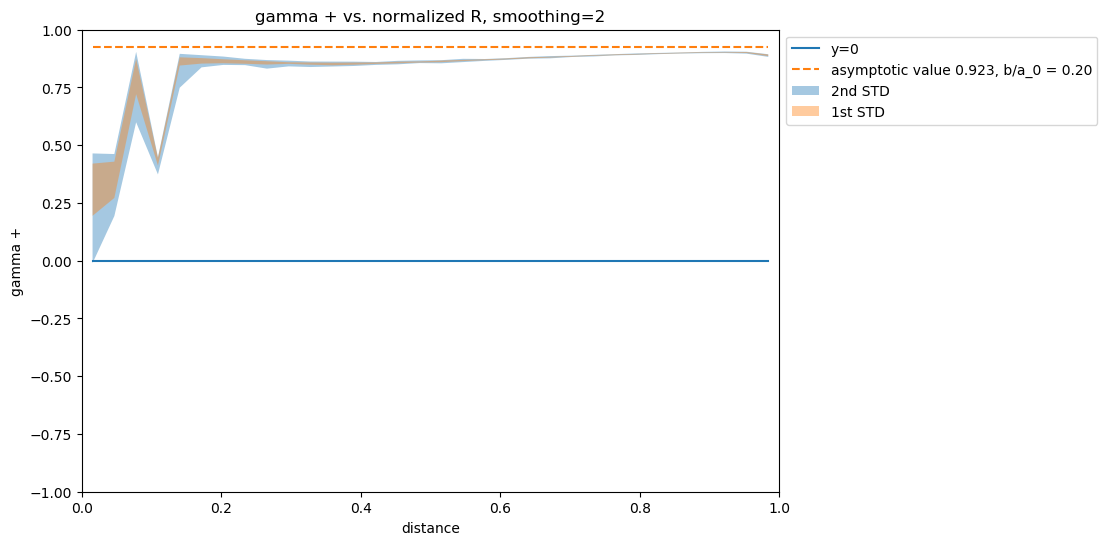 gamma + vs. normalized R, smoothing=2
1.00
0.75
0.50
0.25
0.00
−0.25
−0.50
−0.75
−1.00
gamma +
0.0
0.2
0.4
0.6
0.8
1.0
distance
y=0
asymptotic value 0.923, b/a_0 = 0.20
2nd STD
1st STD